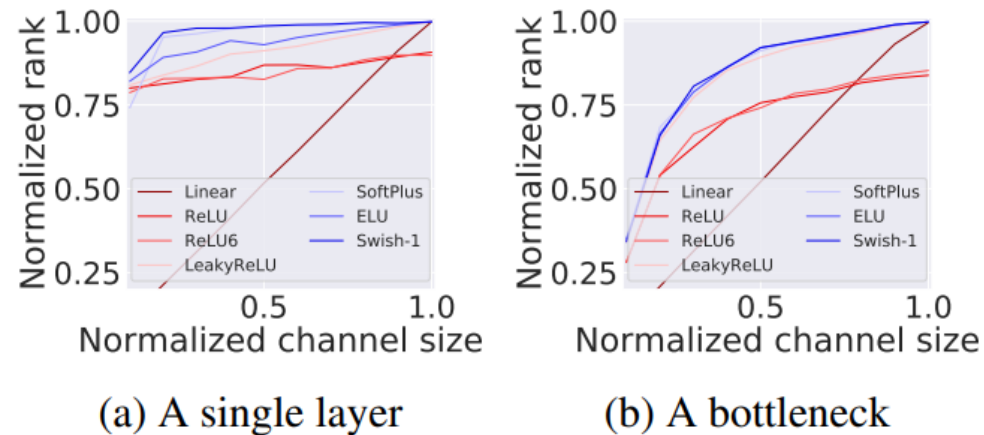 Normalized rank
1.00
0.75
0.50
0.25
Linear
ReLU
ReLU6
LeakyReLU
SoftPlus
ELU
Swish-1
0.5
1.0
Normalized channel size
(a) A single layer
Normalized rank
1.00
0.75
0.50
0.25
Linear
ReLU
ReLU6
LeakyReLU
SoftPlus
ELU
Swish-1
0.5
1.0
Normalized channel size
(b) A bottleneck